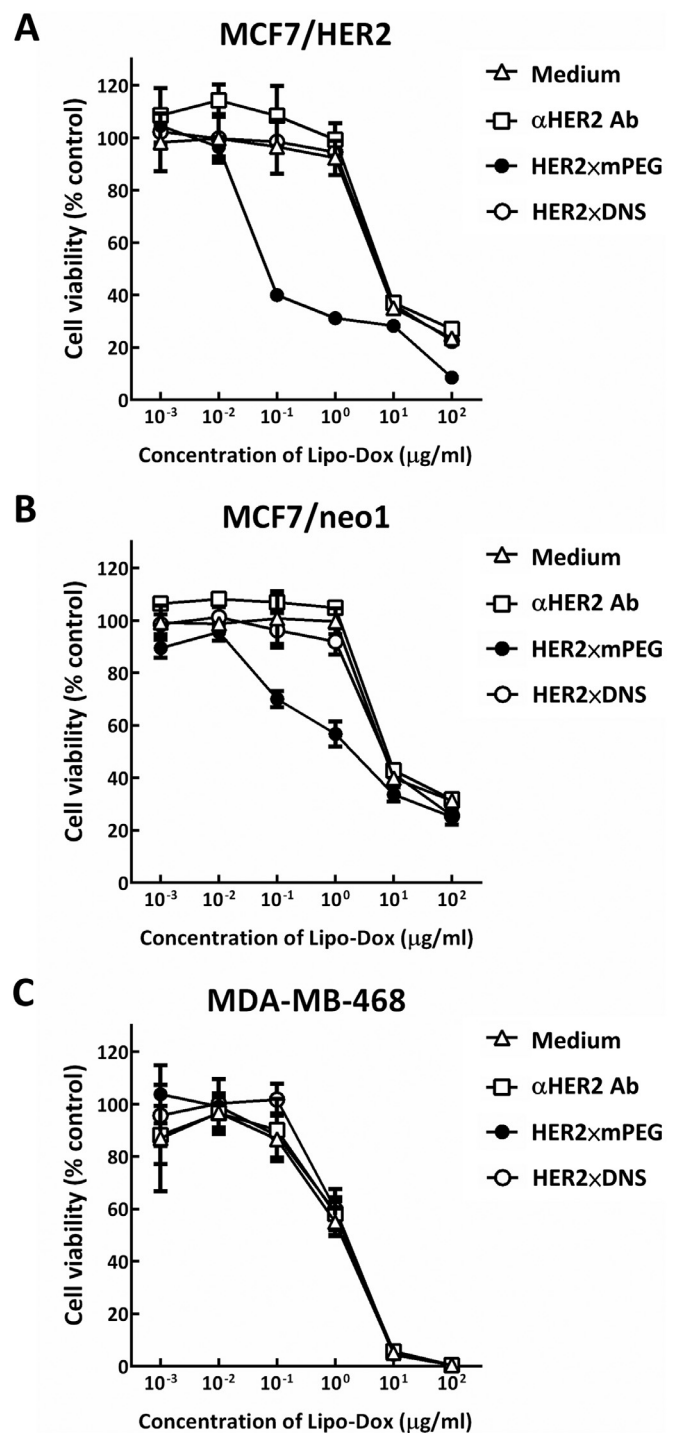 A
MCF7/HER2
Cell viability (% control)
120
100
80
60
40
20
0
10⁻³ 10⁻² 10⁻¹ 10⁰ 10¹ 10²
Concentration of Lipo-Dox (μg/ml)
Medium
αHER2 Ab
HER2×mPEG
HER2×DNS
B
MCF7/neo1
Cell viability (% control)
120
100
80
60
40
20
0
10⁻³ 10⁻² 10⁻¹ 10⁰ 10¹ 10²
Concentration of Lipo-Dox (μg/ml)
Medium
αHER2 Ab
HER2×mPEG
HER2×DNS
C
MDA-MB-468
Cell viability (% control)
120
100
80
60
40
20
0
10⁻³ 10⁻² 10⁻¹ 10⁰ 10¹ 10²
Concentration of Lipo-Dox (μg/ml)
Medium
αHER2 Ab
HER2×mPEG
HER2×DNS